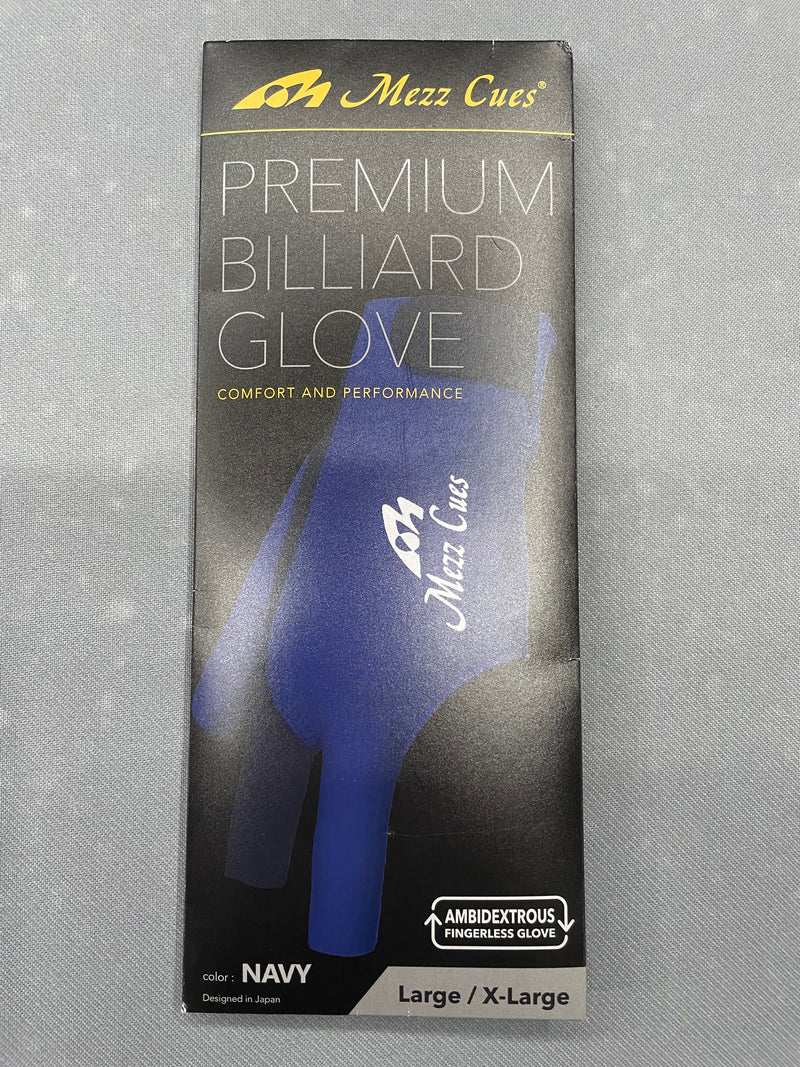 Mezz Cues®
PREMIUM
BILLIARD
GLOVE
COMFORT AND PERFORMANCE
Mezz Cues
AMBIDEXTROUS
FINGERLESS GLOVE
color : NAVY
Designed in Japan
Large / X-Large